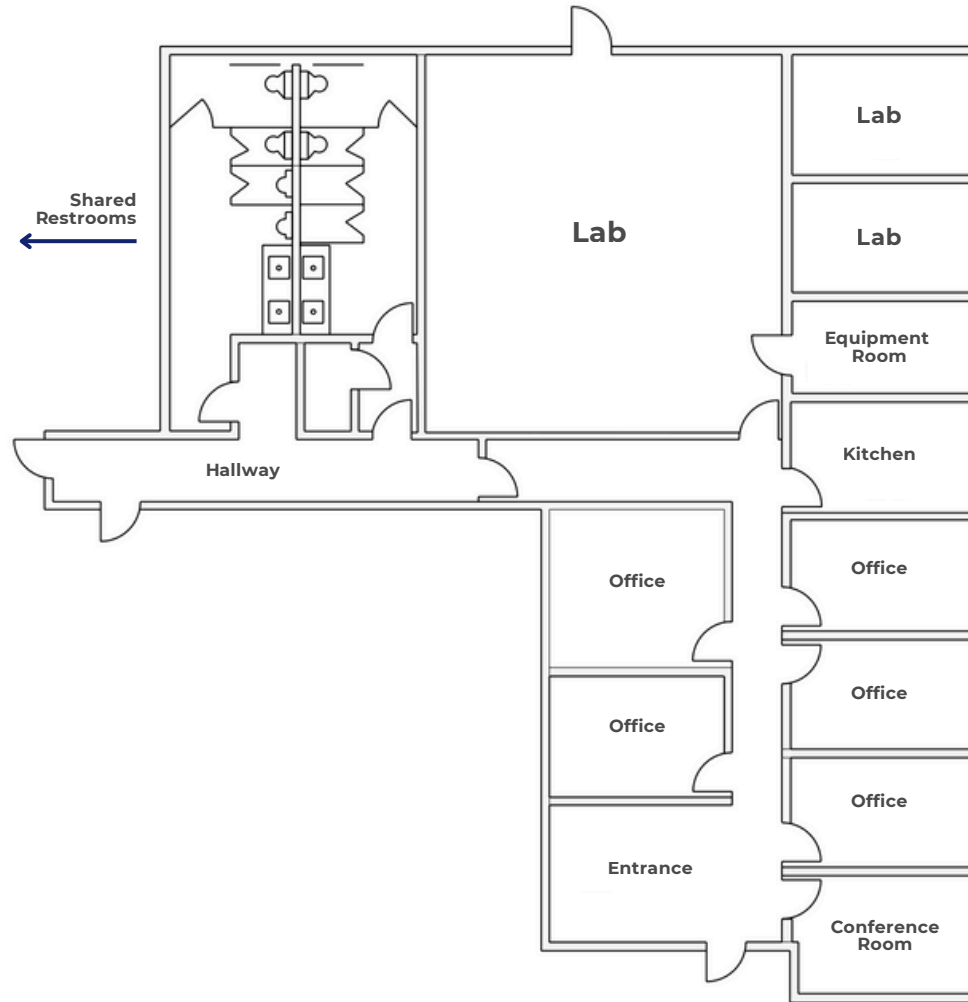 Lab
Shared
Restrooms
Lab
Lab
Equipment
Room
Kitchen
Hallway
Office
Office
Office
Office
Office
Entrance
Conference
Room